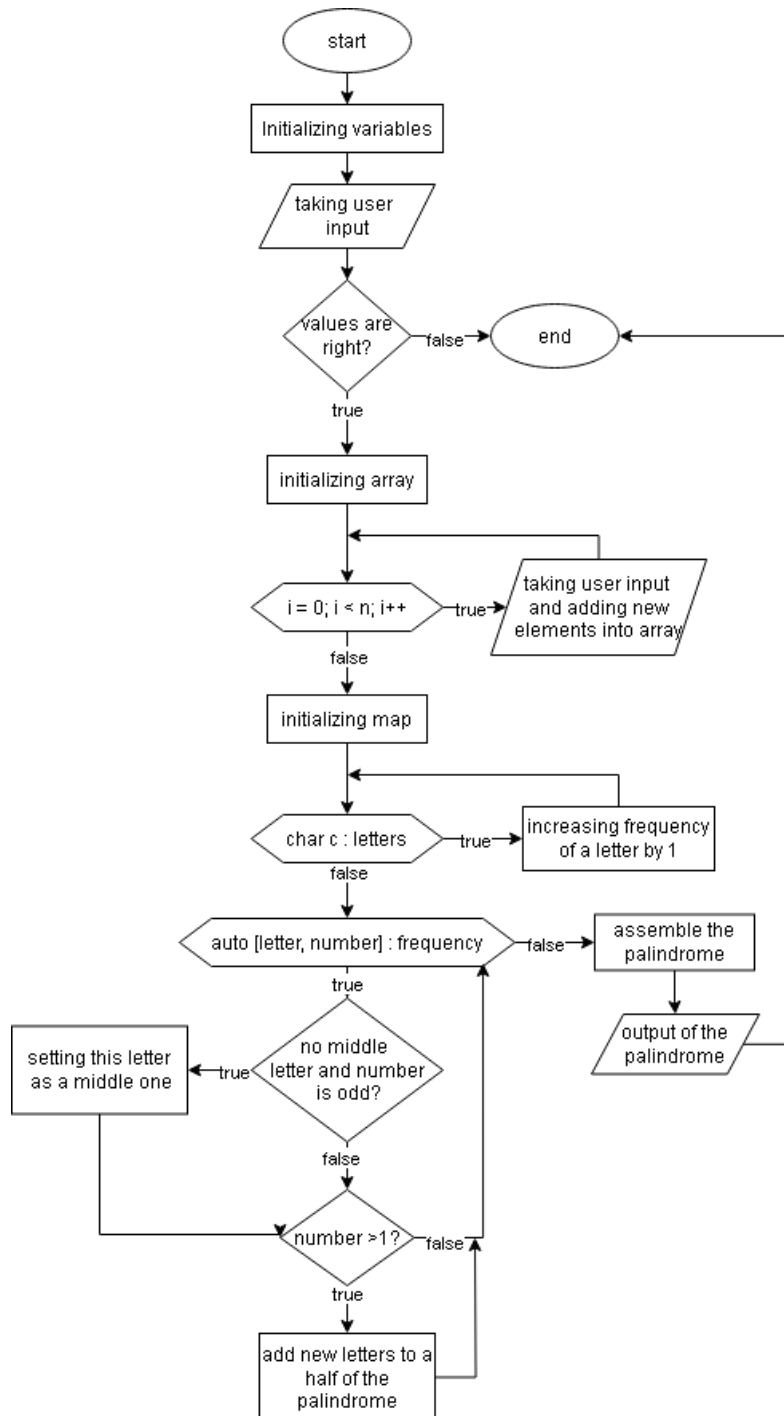 start
Initializing variables
taking user
input
values are
right?
false
end
true
initializing array
i = 0; i < n; i++
true
taking user input
and adding new
elements into array
false
initializing map
char c : letters
true
increasing frequency
of a letter by 1
false
auto [letter, number] : frequency
false
assemble the
palindrome
true
output of the
palindrome
no middle
letter and number
is odd?
true
setting this letter
as a middle one
false
number >1?
false
true
add new letters to a
half of the
palindrome